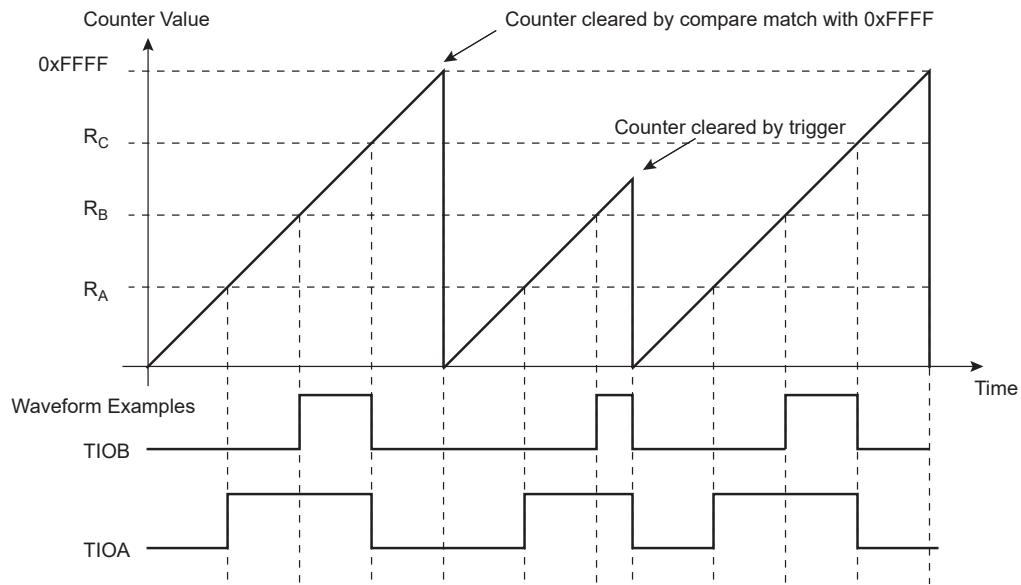 Counter Value
Counter cleared by compare match with 0xFFFF
0xFFFF
RC
Counter cleared by trigger
RB
RA
Time
Waveform Examples
TIOB
TIOA